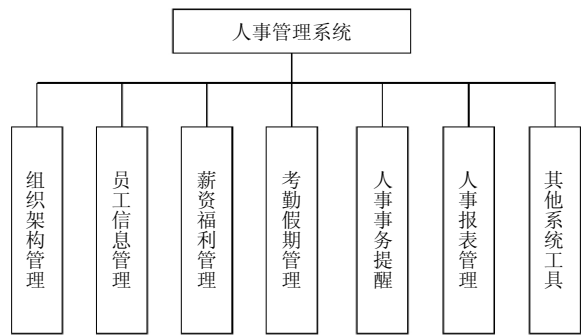 人事管理系统
组织架构管理
员工信息管理
薪资福利管理
考勤假期管理
人事事务提醒
人事报表管理
其他系统工具